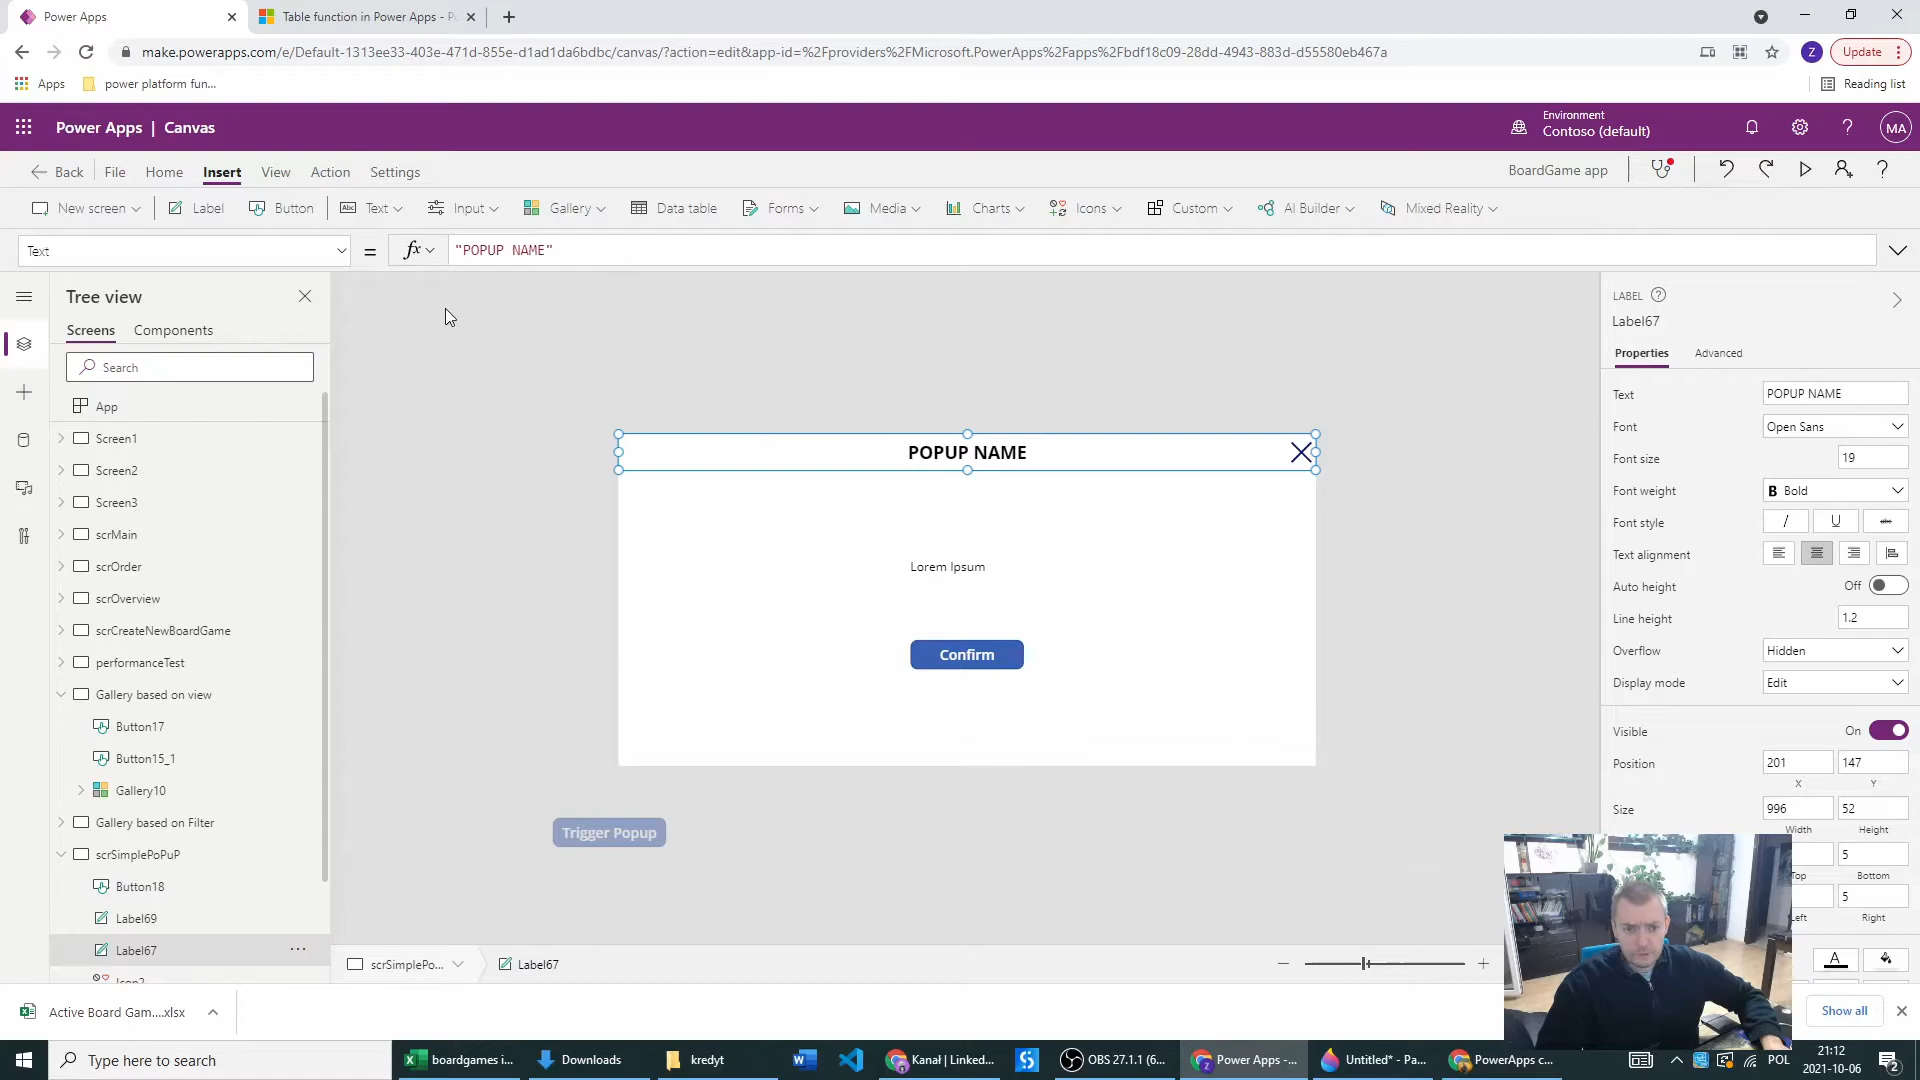 Power Apps
Table function in Power Apps - Po
make.powerapps.com/e/Default-1313ee33-403e-471d-855e-d1ad1da6bdbc/canvas/?action=edit&app-id=%2Fproviders%2FMicrosoft.PowerApps%2Fapps%2Fbdf18c09-28dd-4943-883d-d55580eb467a
Z
Update
Apps
power platform fun...
Reading list
Power Apps | Canvas
Environment
Contoso (default)
MA
Back
File
Home
Insert
View
Action
Settings
BoardGame app
New screen
Label
Button
Text
Input
Gallery
Data table
Forms
Media
Charts
Icons
Custom
AI Builder
Mixed Reality
Text
=
fx
"POPUP NAME"
Tree view
Screens
Components
Search
App
Screen1
Screen2
Screen3
scrMain
scrOrder
scrOverview
scrCreateNewBoardGame
performanceTest
Gallery based on view
Button17
Button15_1
Gallery10
Gallery based on Filter
scrSimplePoPuP
Button18
Label69
Label67
Icon2
POPUP NAME
Lorem Ipsum
Confirm
Trigger Popup
scrSimplePo...
Label67
LABEL
Label67
Properties
Advanced
Text
POPUP NAME
Font
Open Sans
Font size
19
Font weight
B Bold
Font style
/ U abc
Text alignment
Auto height
Off
Line height
1.2
Overflow
Hidden
Display mode
Edit
Visible
On
Position
201
147
X
Y
Size
996
52
Width
Height
5
Top
Bottom
5
Left
Right
A
Active Board Gam....xlsx
Show all
Type here to search
boardgames i...
Downloads
kredyt
Kanał | Linked...
OBS 27.1.1 (6...
Power Apps -...
Untitled* - Pa...
PowerApps c...
POL
21:12
2021-10-06
2